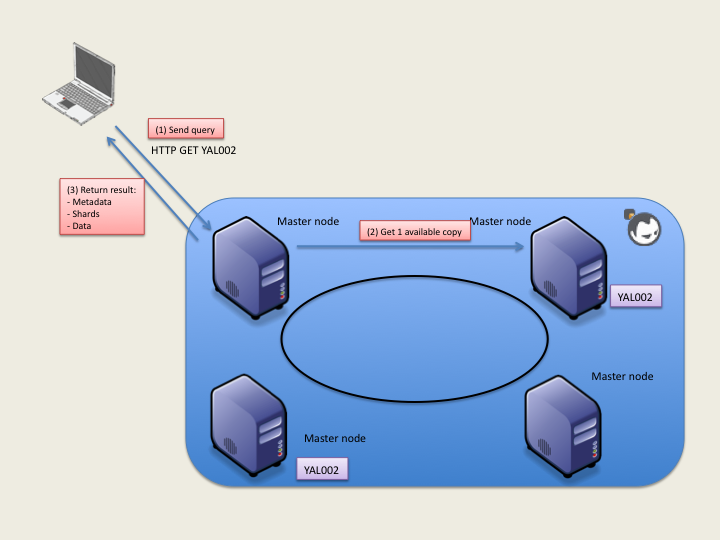 (1) Send query
HTTP GET YAL002
(3) Return result:
- Metadata
- Shards
- Data
Master node
(2) Get 1 available copy
Master node
YAL002
Master node
Master node
YAL002